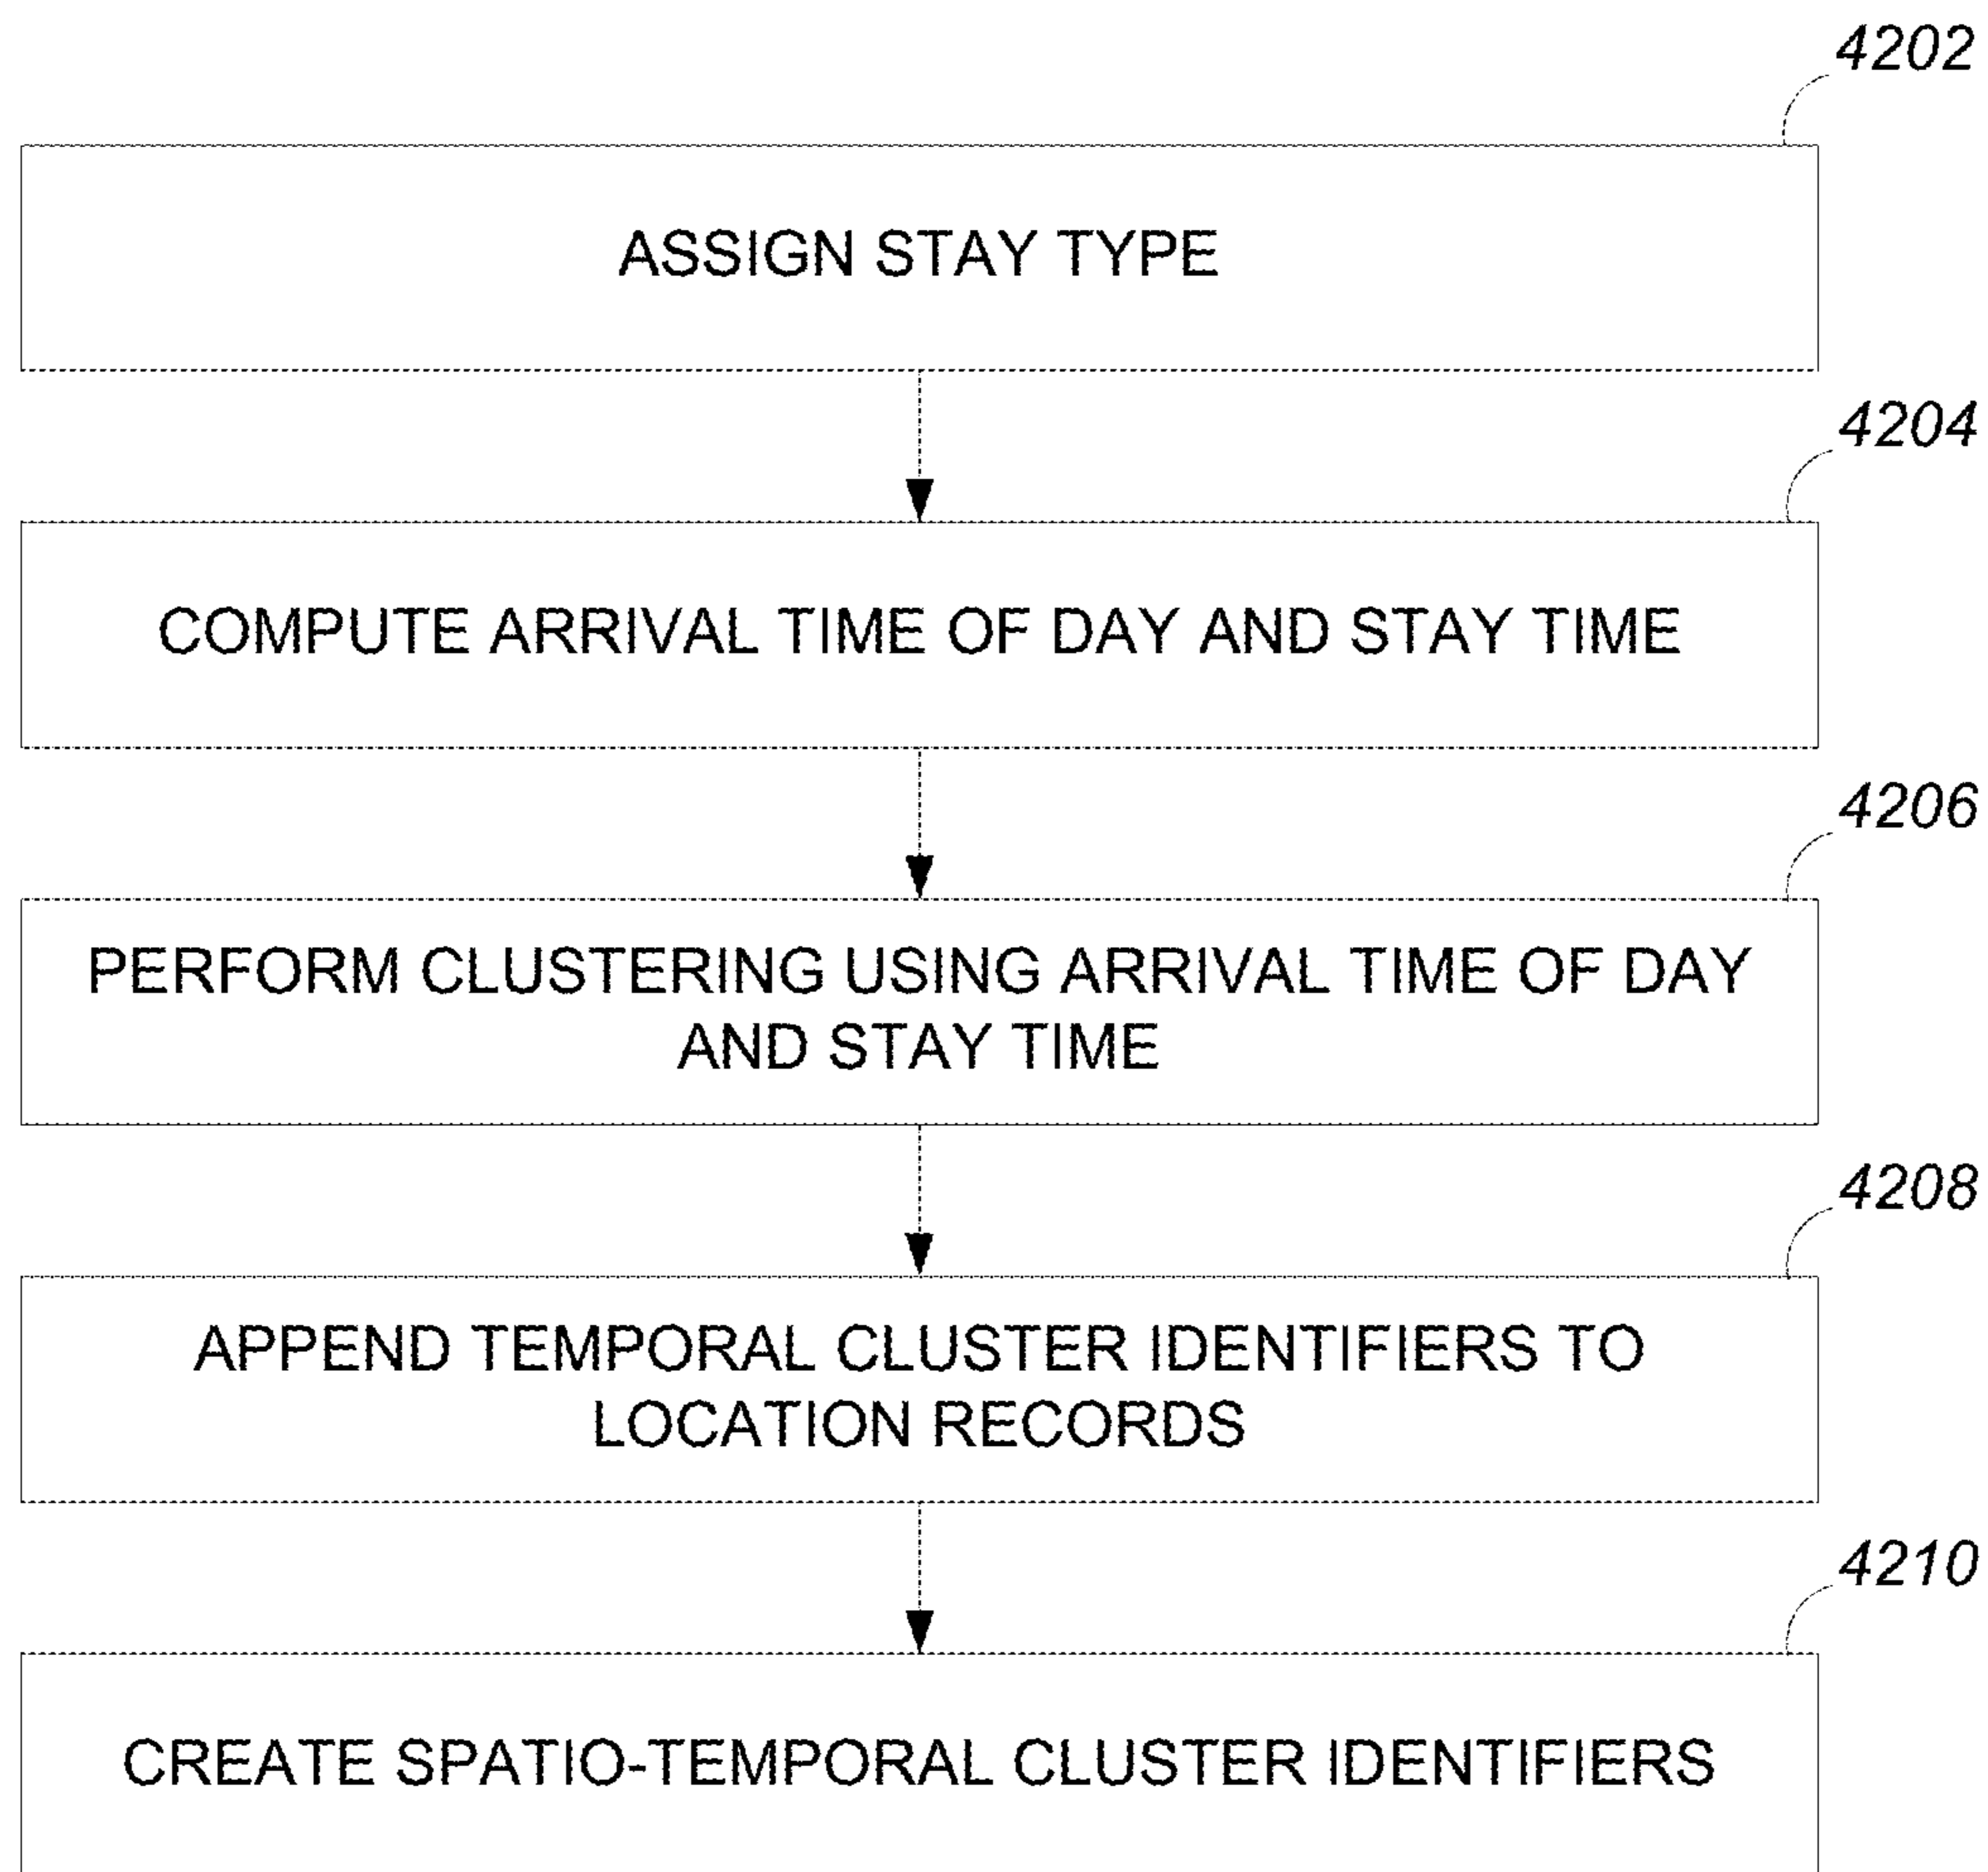 4202
ASSIGN STAY TYPE
4204
COMPUTE ARRIVAL TIME OF DAY AND STAY TIME
4206
PERFORM CLUSTERING USING ARRIVAL TIME OF DAY
AND STAY TIME
4208
APPEND TEMPORAL CLUSTER IDENTIFIERS TO
LOCATION RECORDS
4210
CREATE SPATIO-TEMPORAL CLUSTER IDENTIFIERS